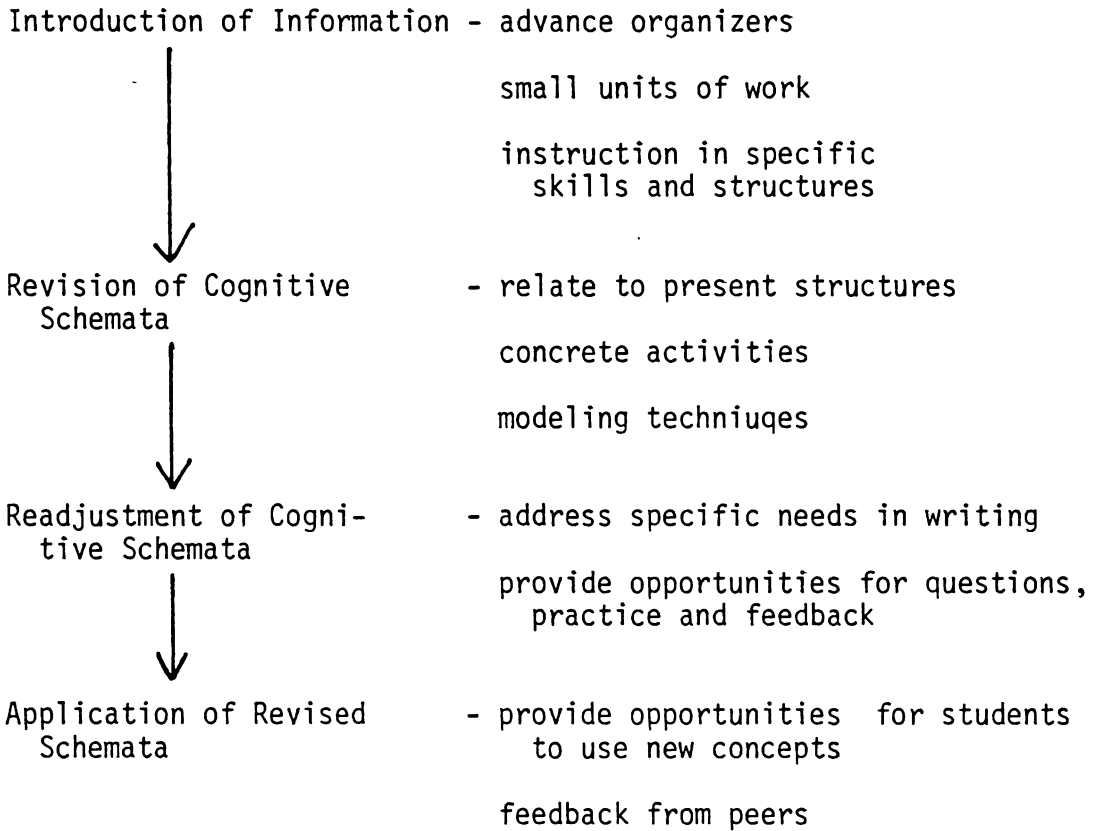 Introduction of Information - advance organizers
small units of work
instruction in specific
skills and structures
Revision of Cognitive - relate to present structures
Schemata
concrete activities
modeling techniuqes
Readjustment of Cogni- - address specific needs in writing
tive Schemata
provide opportunities for questions,
practice and feedback
Application of Revised - provide opportunities for students
Schemata to use new concepts
feedback from peers